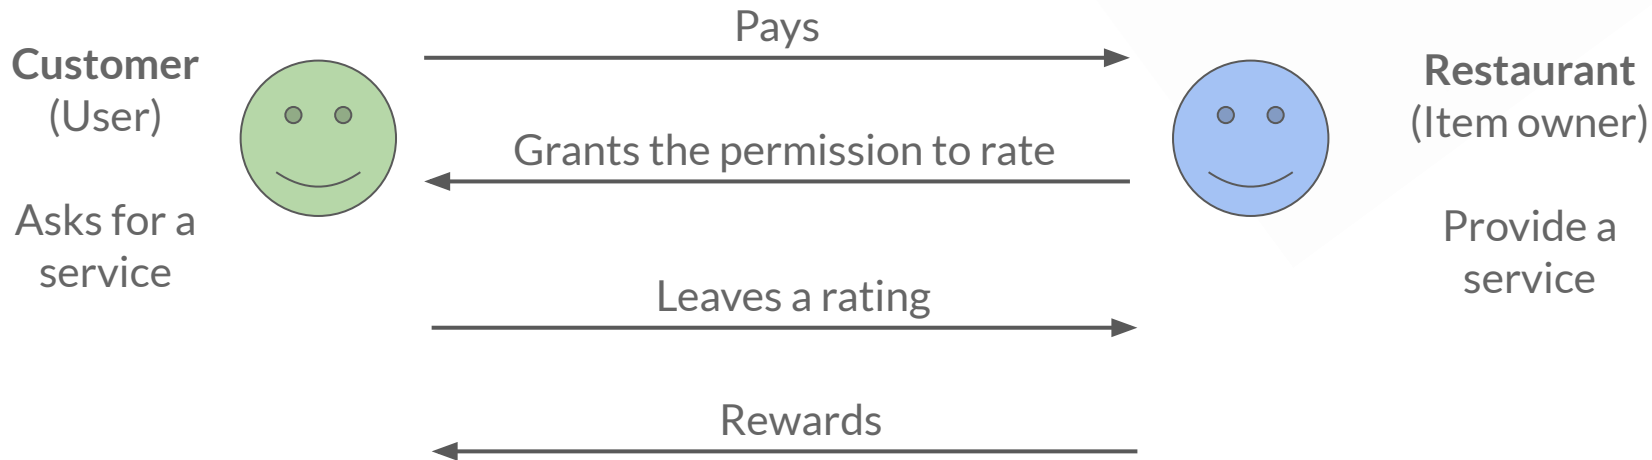 Customer
(User)
Asks for a
service
Pays
Grants the permission to rate
Leaves a rating
Rewards
Restaurant
(Item owner)
Provide a
service